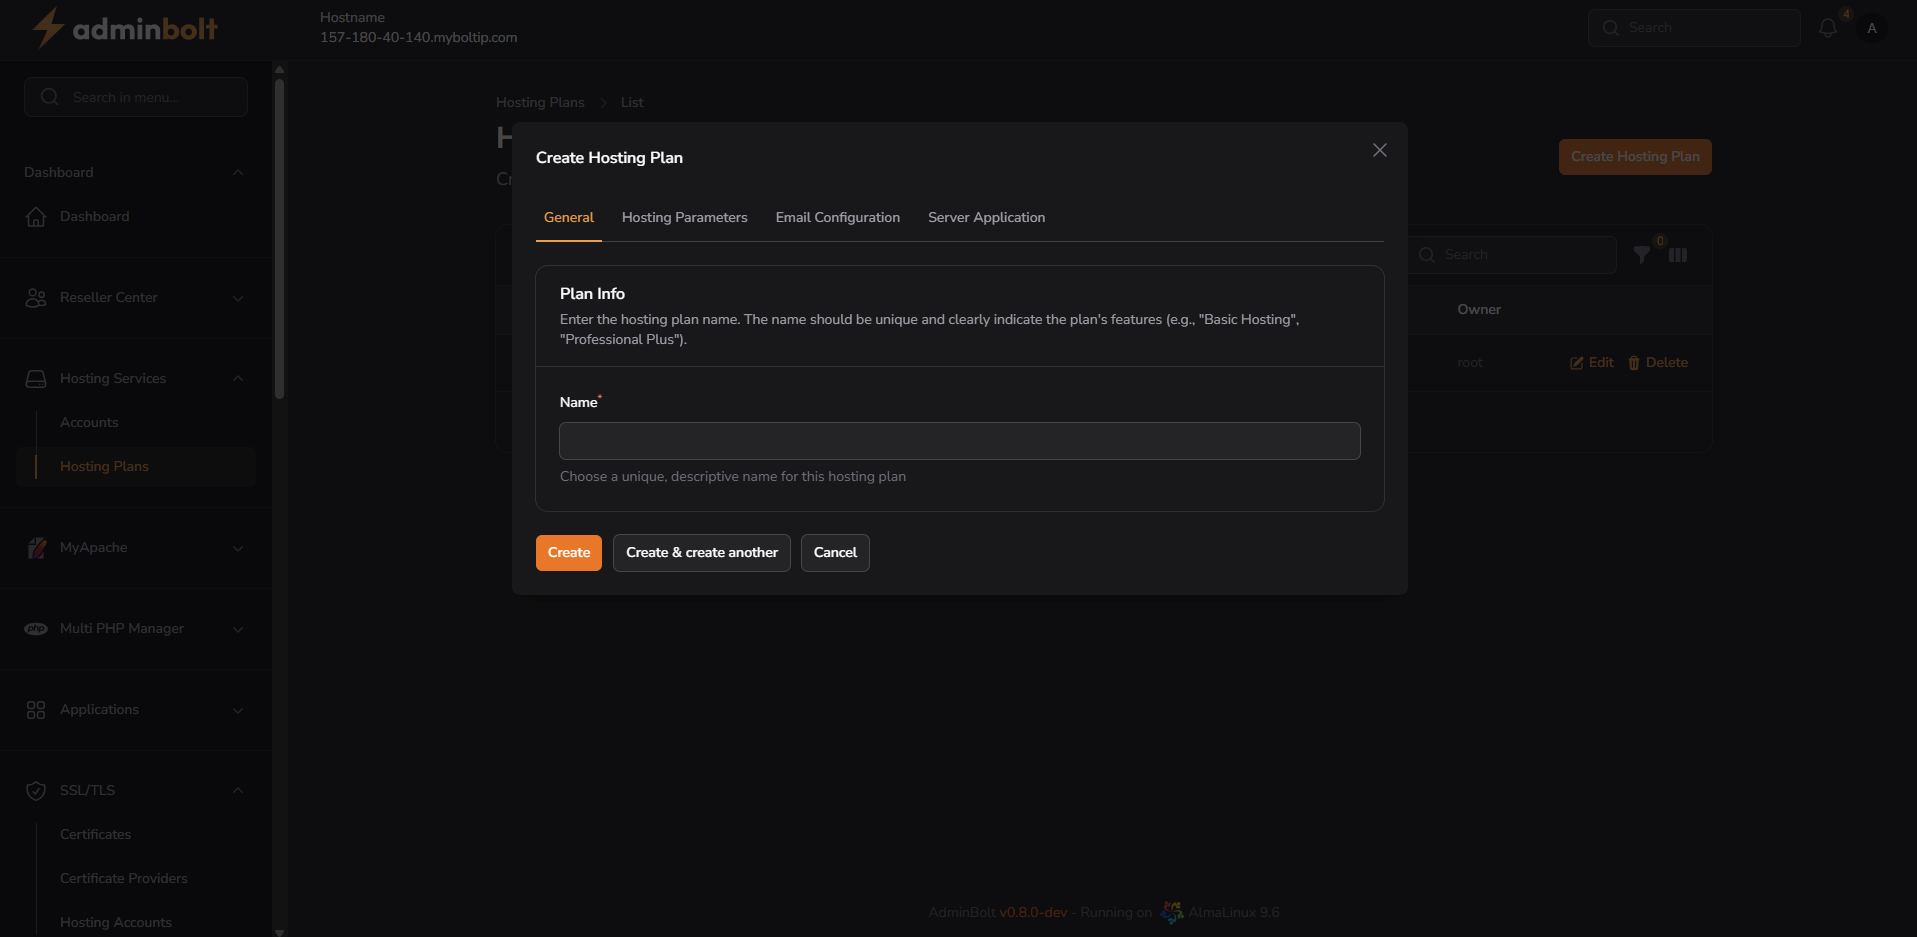 adminbolt
Hostname
157-180-40-140.myboltip.com
Search
4
A
Search in menu...
Dashboard
Dashboard
Reseller Center
Hosting Services
Accounts
Hosting Plans
MyApache
php
Multi PHP Manager
Applications
SSL/TLS
Certificates
Certificate Providers
Hosting Accounts
Hosting Plans
List
Create Hosting Plan
Search
0
Owner
root
Edit
Delete
Create Hosting Plan
General
Hosting Parameters
Email Configuration
Server Application
Plan Info
Enter the hosting plan name. The name should be unique and clearly indicate the plan's features (e.g., "Basic Hosting",
"Professional Plus").
Name*
Choose a unique, descriptive name for this hosting plan
Create
Create & create another
Cancel
AdminBolt v0.8.0-dev - Running on AlmaLinux 9.6